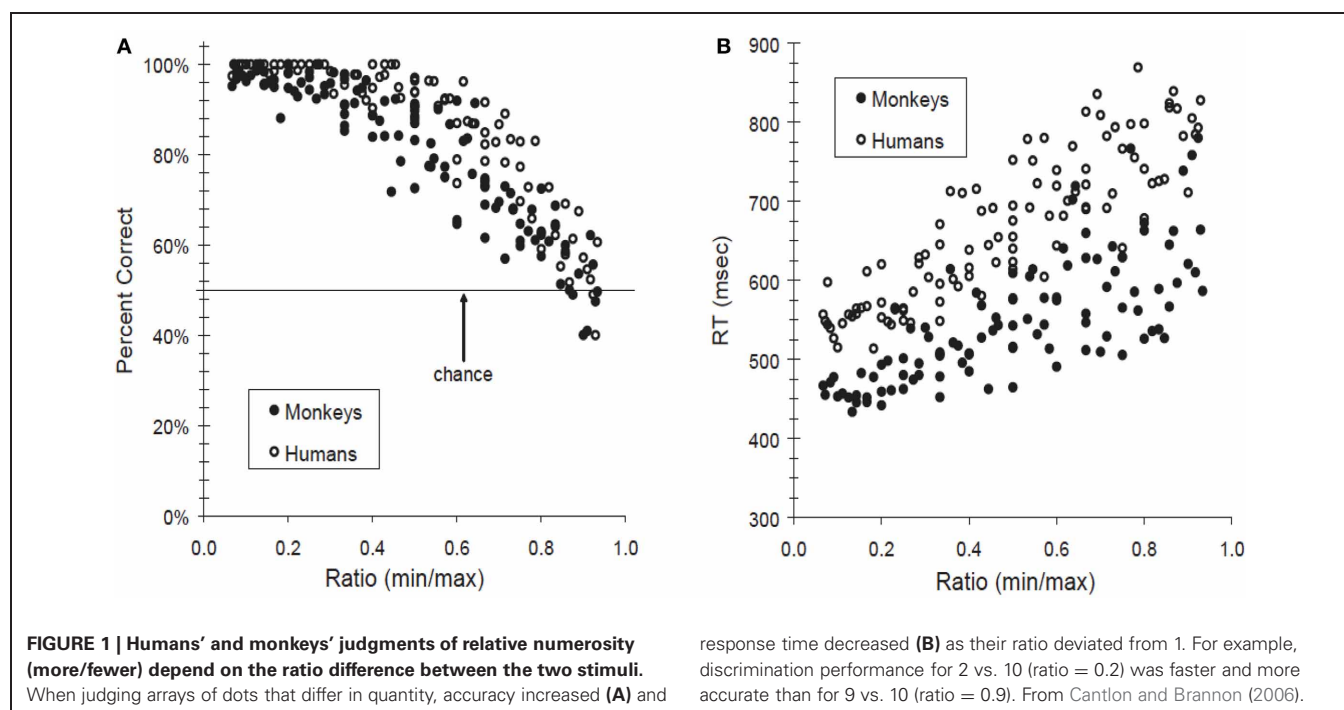 A
100%
80%
60%
40%
20%
0%
Percent Correct
chance
Monkeys
Humans
0.0 0.2 0.4 0.6 0.8 1.0
Ratio (min/max)
B
900
800
700
600
500
400
300
RT (msec)
Monkeys
Humans
0.0 0.2 0.4 0.6 0.8 1.0
Ratio (min/max)
FIGURE 1 | Humans’ and monkeys’ judgments of relative numerosity
(more/fewer) depend on the ratio difference between the two stimuli.
When judging arrays of dots that differ in quantity, accuracy increased (A) and
response time decreased (B) as their ratio deviated from 1. For example,
discrimination performance for 2 vs. 10 (ratio = 0.2) was faster and more
accurate than for 9 vs. 10 (ratio = 0.9). From Cantlon and Brannon (2006).